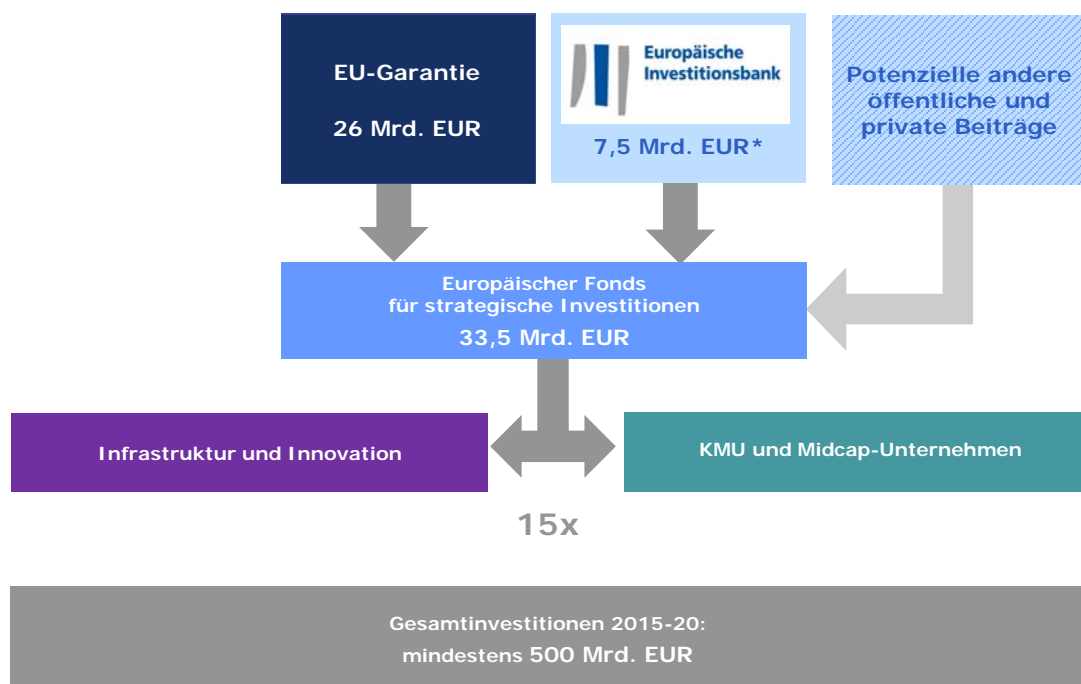 EU-Garantie
26 Mrd. EUR
Europäische
Investitionsbank
7,5 Mrd. EUR*
Potenzielle andere
öffentliche und
private Beiträge
Europäischer Fonds
für strategische Investitionen
33,5 Mrd. EUR
Infrastruktur und Innovation
KMU und Midcap-Unternehmen
15x
Gesamtinvestitionen 2015-20:
mindestens 500 Mrd. EUR